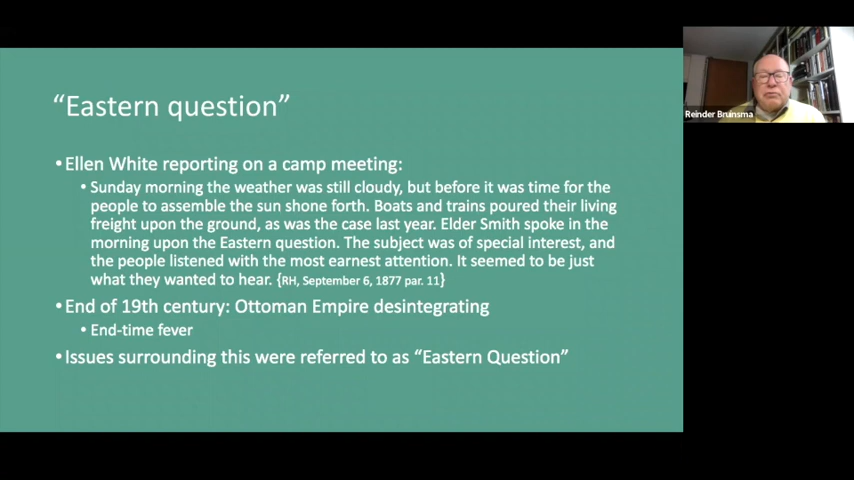 “Eastern question”
•Ellen White reporting on a camp meeting:
• Sunday morning the weather was still cloudy, but before it was time for the
people to assemble the sun shone forth. Boats and trains poured their living
freight upon the ground, as was the case last year. Elder Smith spoke in the
morning upon the Eastern question. The subject was of special interest, and
the people listened with the most earnest attention. It seemed to be just
what they wanted to hear. {RH, September 6, 1877 par. 11}
•End of 19th century: Ottoman Empire desintegrating
• End-time fever
•Issues surrounding this were referred to as “Eastern Question”
Reinder Bruinsma